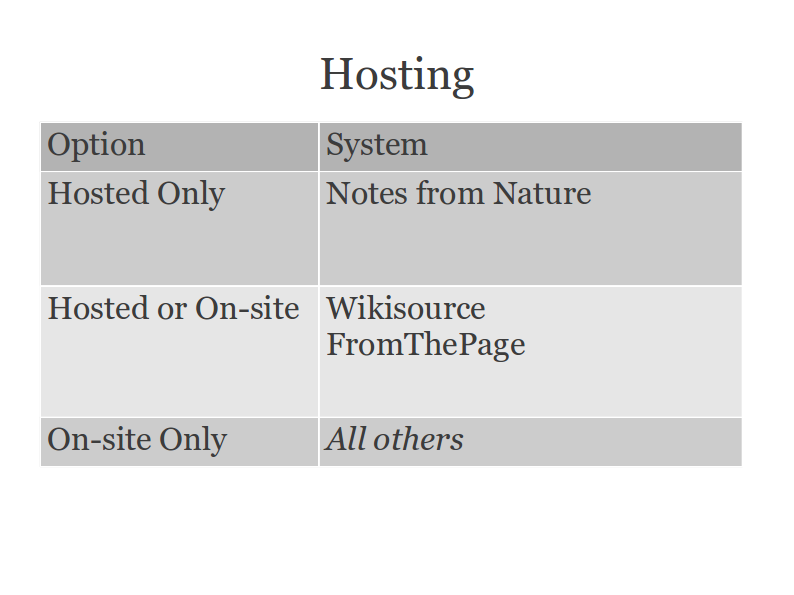 Hosting
Option System
Hosted Only Notes from Nature
Hosted or On-site Wikisource
FromThePage
On-site Only All others